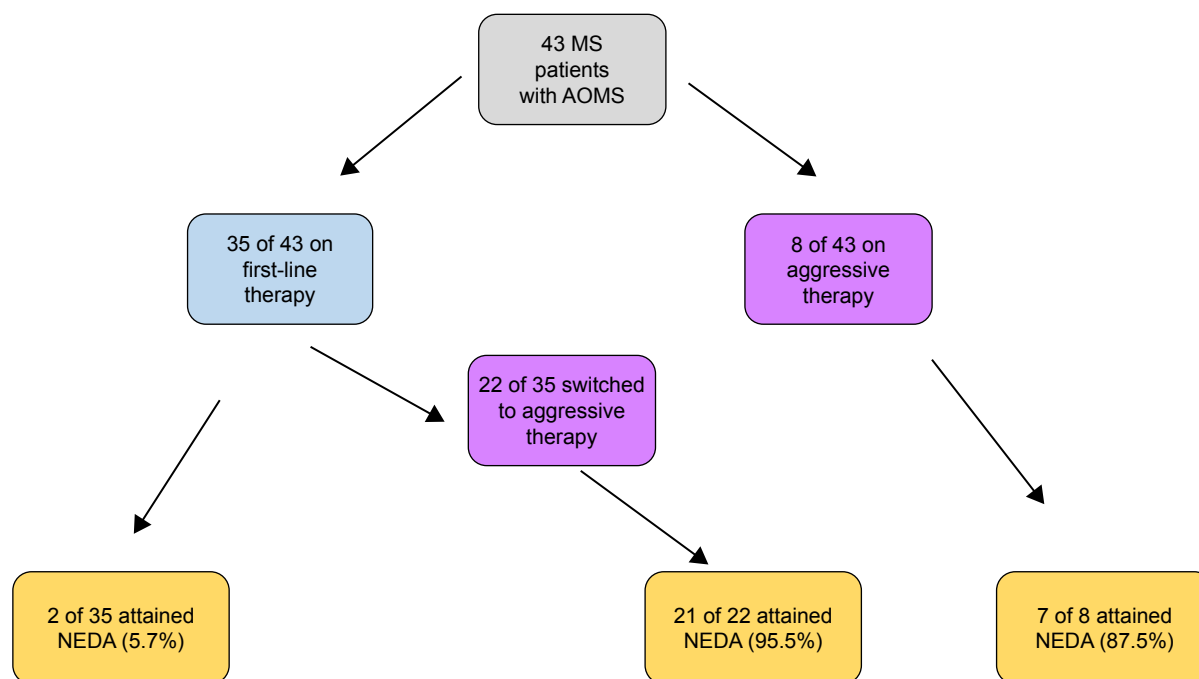 43 MS
patients
with AOMS
35 of 43 on
first-line
therapy
8 of 43 on
aggressive
therapy
22 of 35 switched
to aggressive
therapy
2 of 35 attained
NEDA (5.7%)
21 of 22 attained
NEDA (95.5%)
7 of 8 attained
NEDA (87.5%)